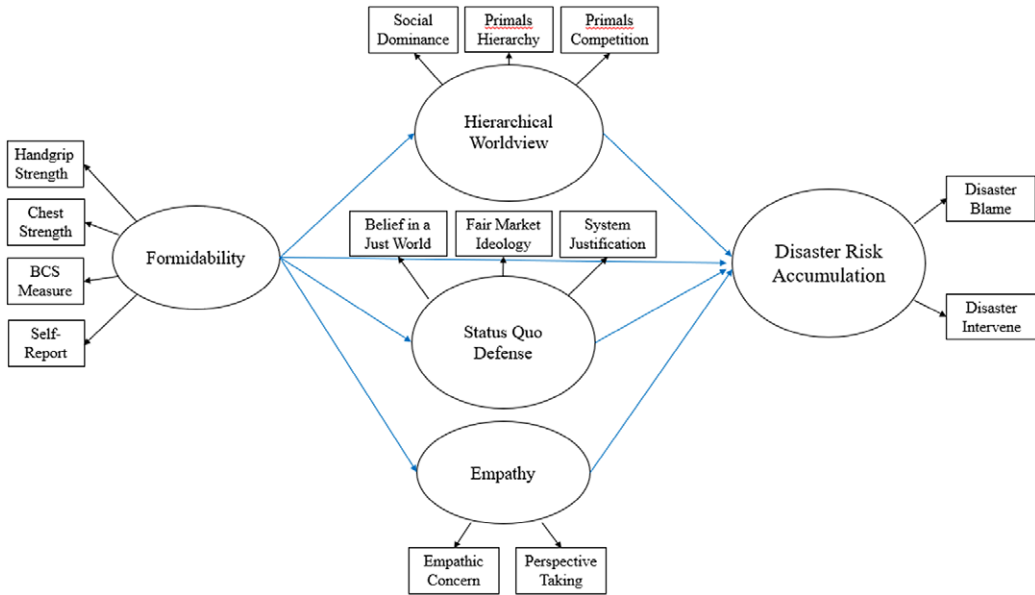 Social
Dominance
Primals
Hierarchy
Primals
Competition
Hierarchical
Worldview
Handgrip
Strength
Chest
Strength
BCS
Measure
Self-
Report
Formidability
Belief in a
Just World
Fair Market
Ideology
System
Justification
Status Quo
Defense
Empathy
Empathic
Concern
Perspective
Taking
Disaster Risk
Accumulation
Disaster
Blame
Disaster
Intervene